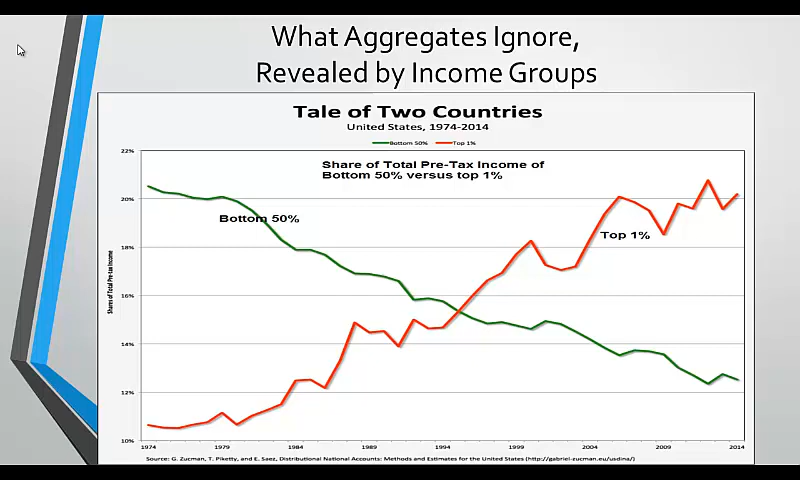 What Aggregates Ignore,
Revealed by Income Groups
Tale of Two Countries
United States, 1974-2014
Bottom 50% Top 1%
Share of Total Pre-Tax Income of
Bottom 50% versus top 1%
Bottom 50%
Top 1%
Shares of Total Pre-tax Income
22%
20%
18%
16%
14%
12%
10%
1974 1979 1984 1989 1994 1999 2004 2009 2014
Source: G. Zucman, T. Piketty, and E. Saez, Distributional National Accounts: Methods and Estimates for the United States (http://gabriel-zucman.eu/usdina/)